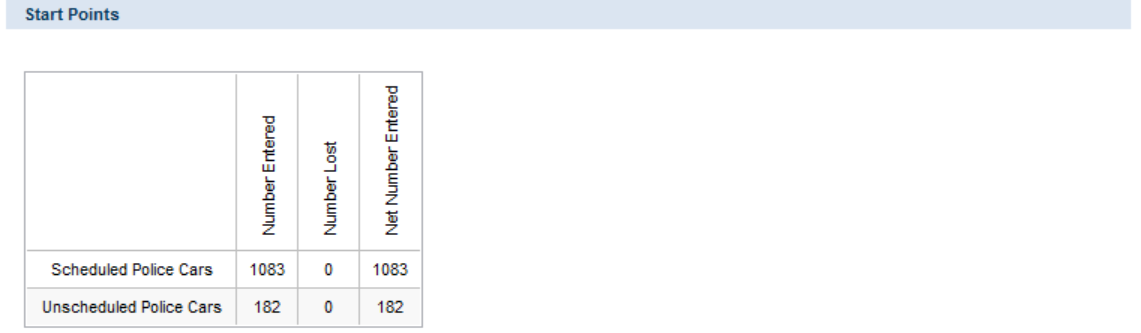 Start Points
Number Entered
Number Lost
Net Number Entered
Scheduled Police Cars 1083 0 1083
Unscheduled Police Cars 182 0 182